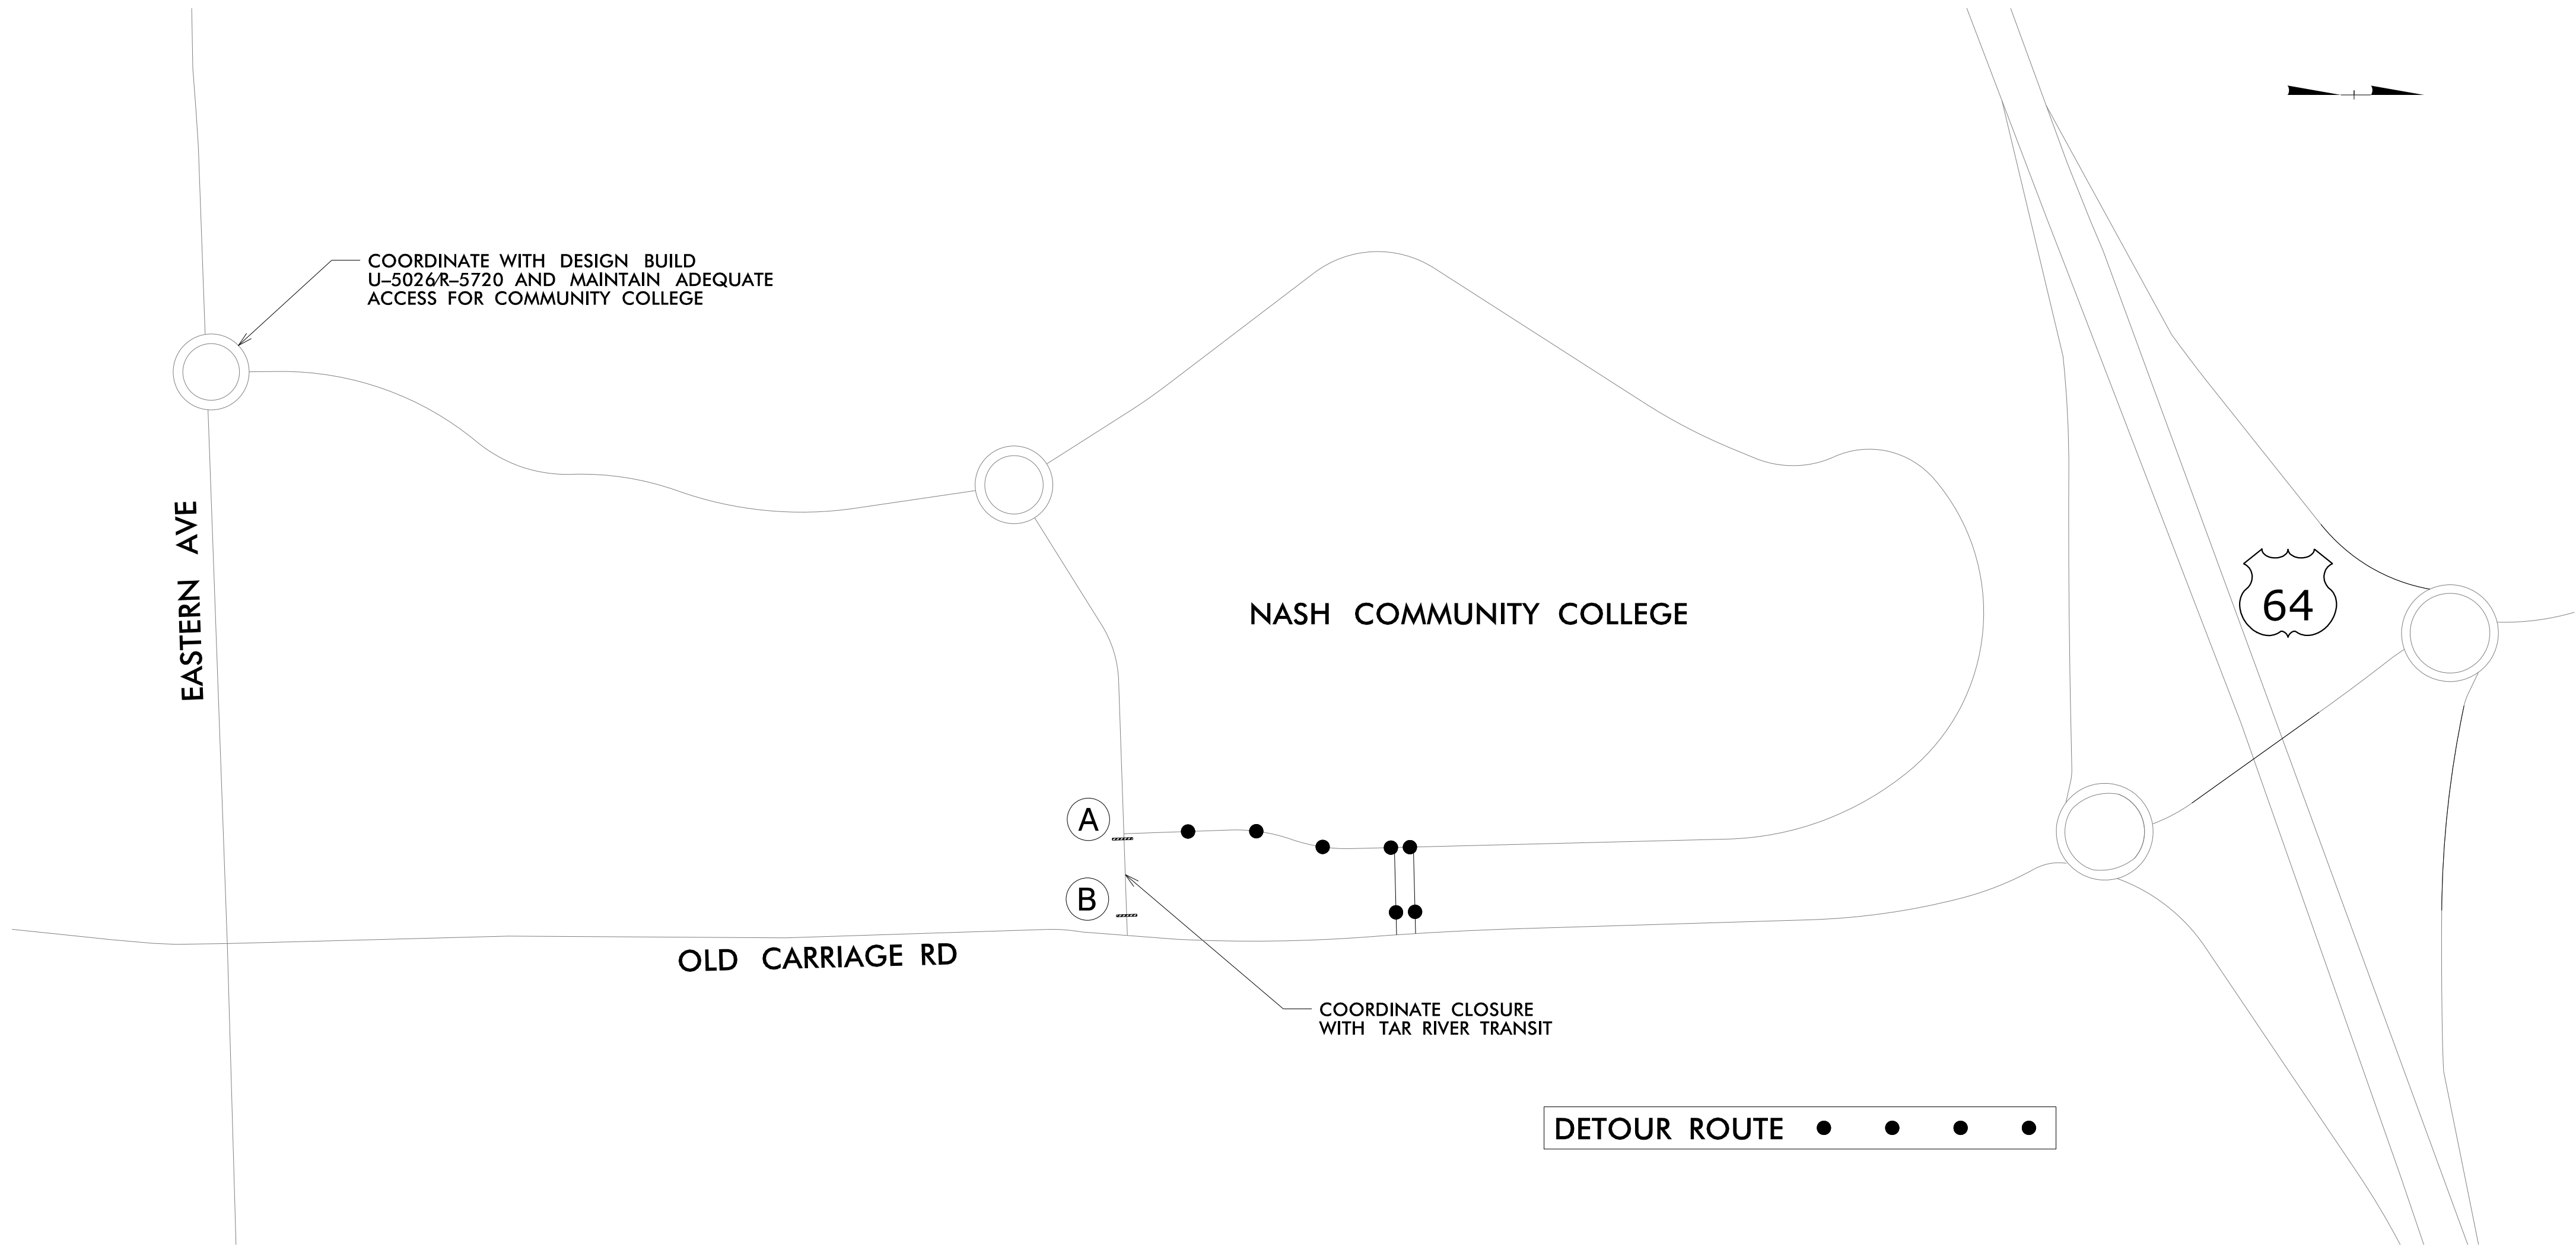 COORDINATE WITH DESIGN BUILD
U-5026/R-5720 AND MAINTAIN ADEQUATE
ACCESS FOR COMMUNITY COLLEGE
EASTERN AVE
NASH COMMUNITY COLLEGE
64
A
B
OLD CARRIAGE RD
COORDINATE CLOSURE
WITH TAR RIVER TRANSIT
DETOUR ROUTE